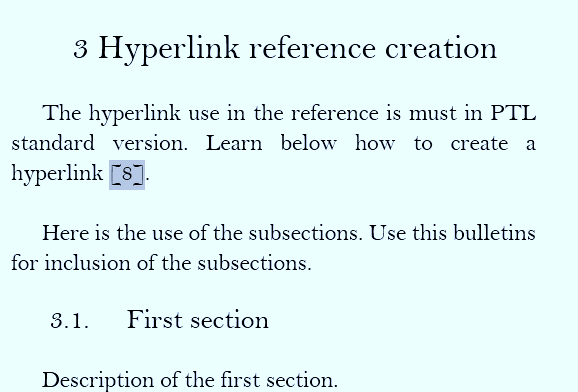 3 Hyperlink reference creation
The hyperlink use in the reference is must in PTL
standard version. Learn below how to create a
hyperlink [8].
Here is the use of the subsections. Use this bulletins
for inclusion of the subsections.
3.1. First section
Description of the first section.